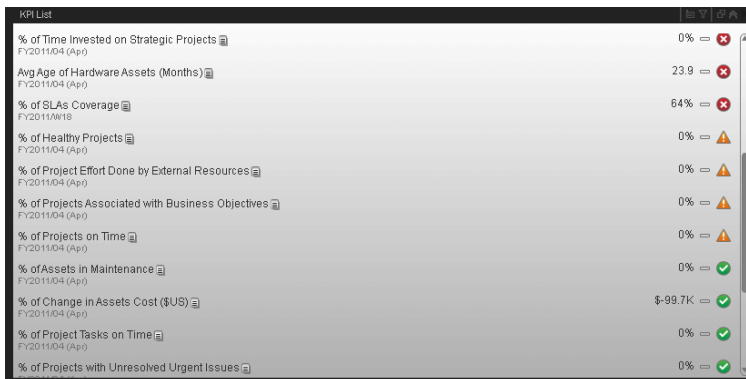 KPI List
% of Time Invested on Strategic Projects 0%
FY2011/04 (Apr)
Avg Age of Hardware Assets (Months) 23.9
FY2011/04 (Apr)
% of SLAs Coverage 64%
FY2011/W18
% of Healthy Projects 0%
FY2011/04 (Apr)
% of Project Effort Done by External Resources 0%
FY2011/04 (Apr)
% of Projects Associated with Business Objectives 0%
FY2011/04 (Apr)
% of Projects on Time 0%
FY2011/04 (Apr)
% of Assets in Maintenance 0%
FY2011/04 (Apr)
% of Change in Assets Cost ($US) $-99.7K
FY2011/04 (Apr)
% of Project Tasks on Time 0%
FY2011/04 (Apr)
% of Projects with Unresolved Urgent Issues 0%